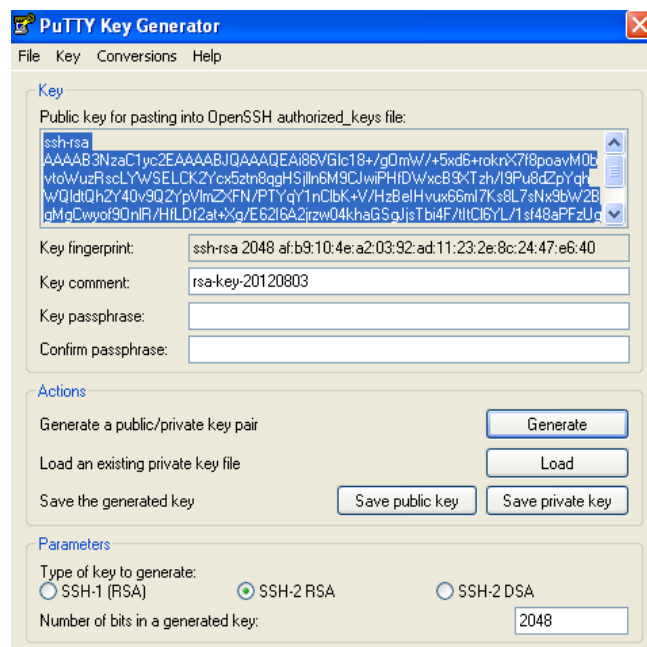 PuTTY Key Generator
File Key Conversions Help
Key
Public key for pasting into OpenSSH authorized_keys file:
ssh-rsa
AAAAB3NzaC1yc2EAAAABJQAAAQEAi86VGIc18+/gOmW/+5xd6+roknX7f8poavM0b
vtoWuzRscLYWSELCK2Ycx5ztn8qgHSjlln6M9CJwiPHfDWxcB9XTzh/I9Pu8dZpYqh
WQIdtQh2Y40v9Q2YpVImZXFN/PTYqY1nClbK+V/HzBelHvux66ml7Ks8L7sNx9bW2B
gMgCwyof9OnIR/HfLDf2at+Xg/E62I6A2jrzw04khaGSgJjsTbi4F/tltCl6YL/1sf48aPFzUg
Key fingerprint: ssh-rsa 2048 af:b9:10:4e:a2:03:92:ad:11:23:2e:8c:24:47:e6:40
Key comment: rsa-key-20120803
Key passphrase:
Confirm passphrase:
Actions
Generate a public/private key pair Generate
Load an existing private key file Load
Save the generated key Save public key Save private key
Parameters
Type of key to generate:
SSH-1 (RSA) SSH-2 RSA SSH-2 DSA
Number of bits in a generated key: 2048